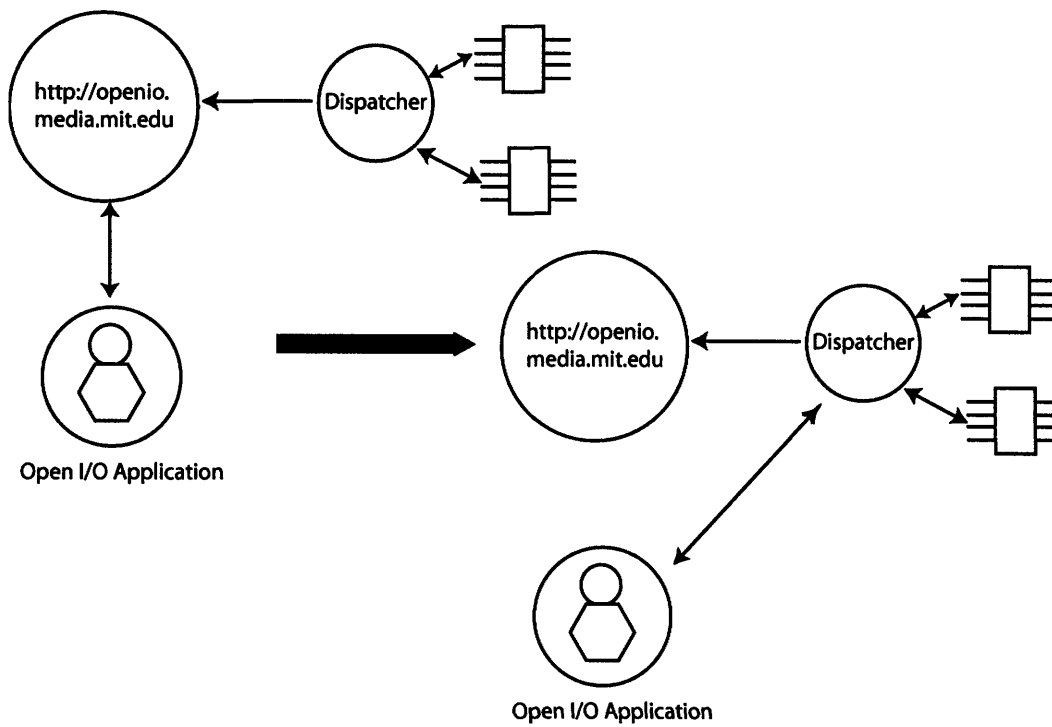 http://openio.
media.mit.edu
Dispatcher
Open I/O Application
http://openio.
media.mit.edu
Dispatcher
Open I/O Application